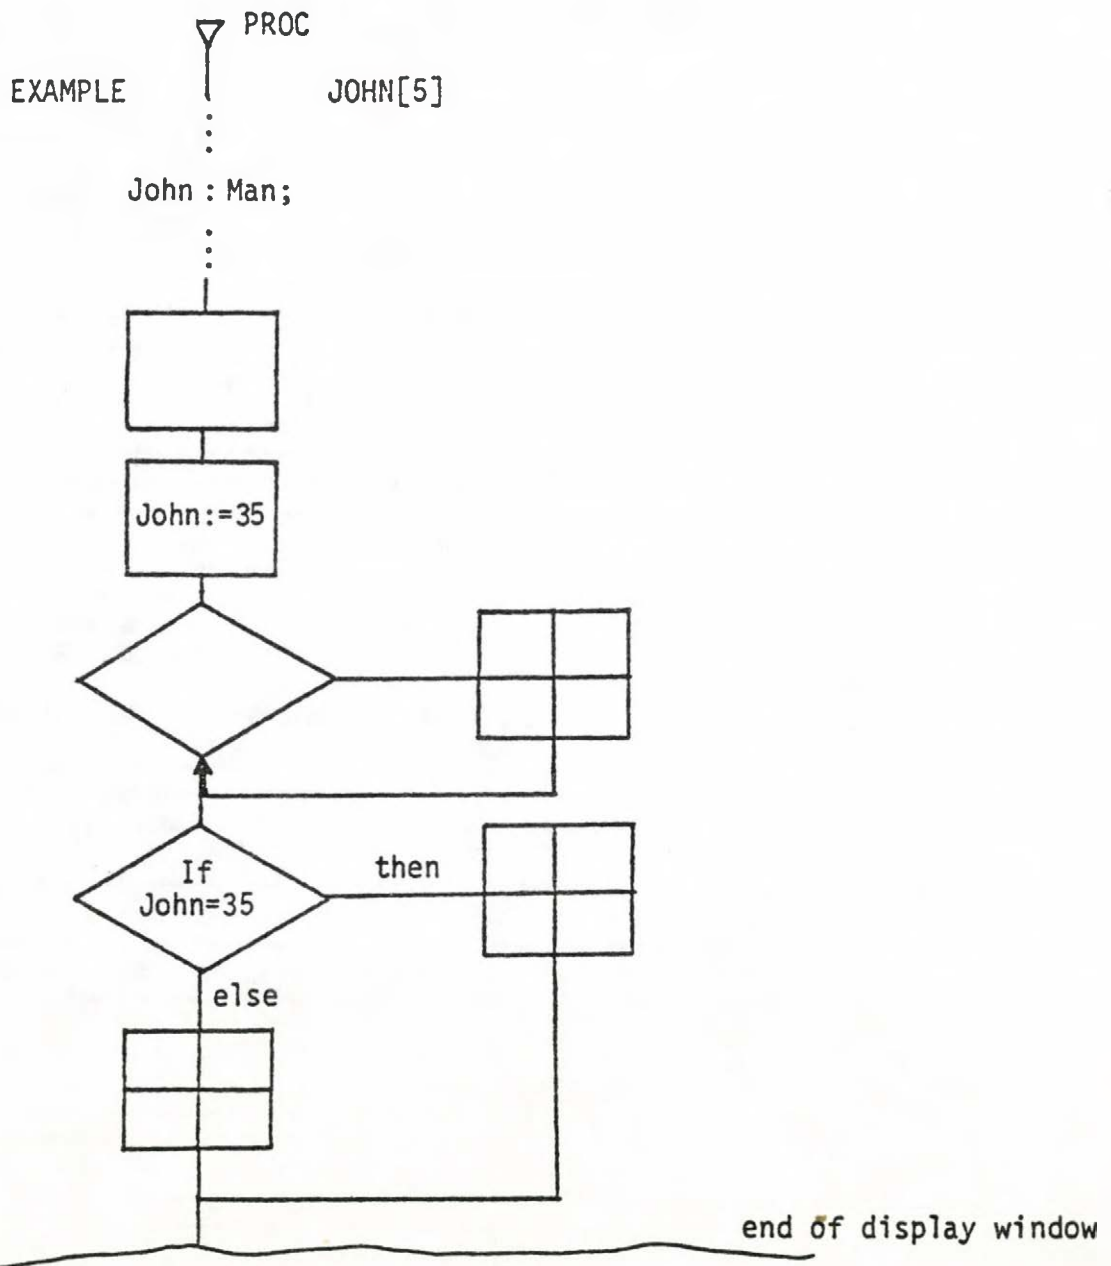 PROC
EXAMPLE JOHN[5]
John : Man;
John:=35
If
John=35
then
else
end of display window